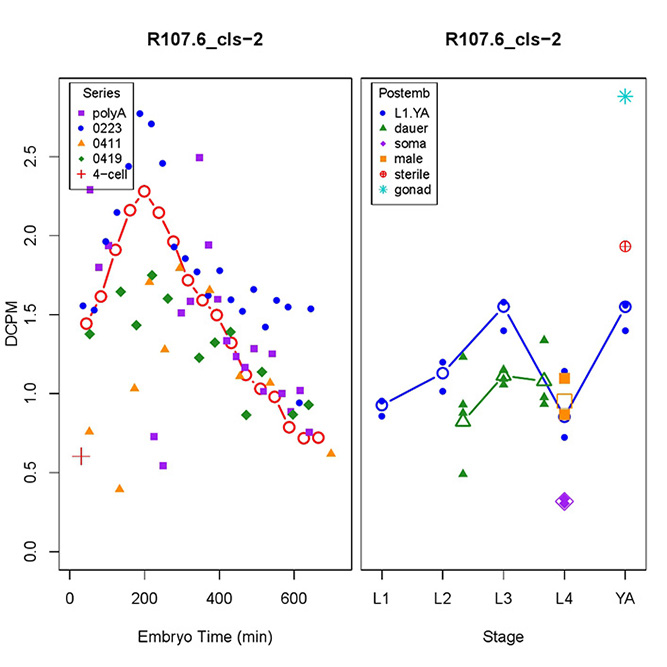 R107.6_cls−2
R107.6_cls−2
Series
polyA
0223
0411
0419
4−cell
Postemb
L1.YA
dauer
soma
male
sterile
gonad
DCPM
2.5
2.0
1.5
1.0
0.5
0.0
0 200 400 600
L1 L2 L3 L4 YA
Embryo Time (min)
Stage